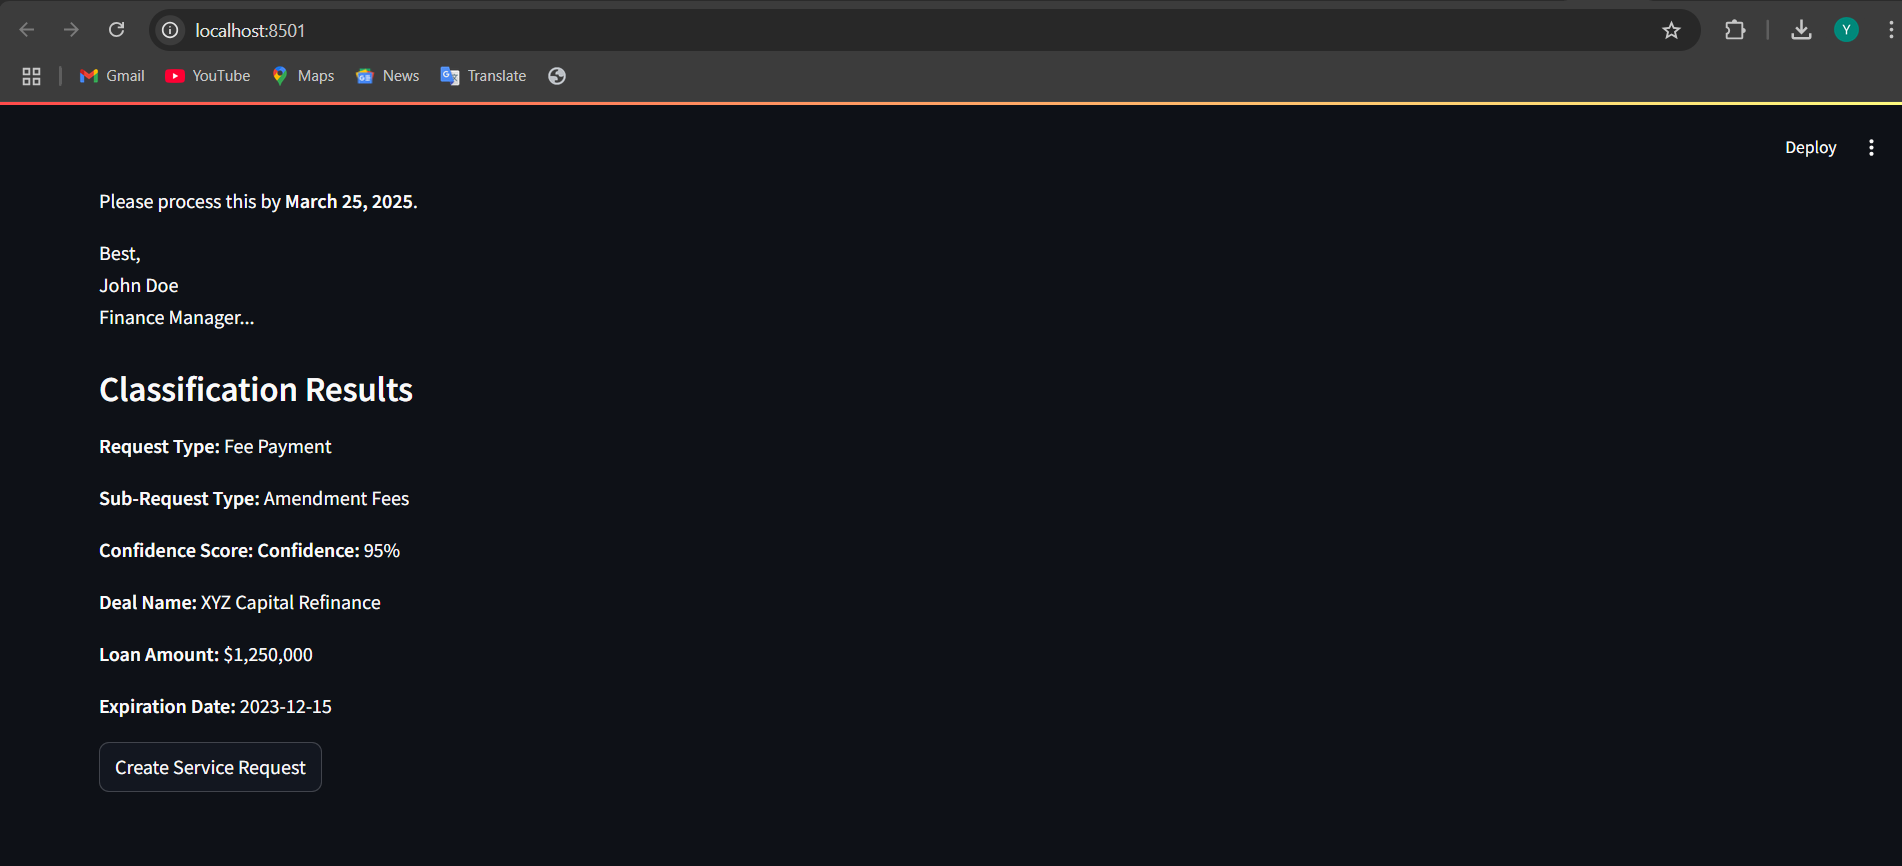 localhost:8501
Y
Gmail
YouTube
Maps
News
Translate
Deploy
Please process this by March 25, 2025.
Best,
John Doe
Finance Manager...
Classification Results
Request Type: Fee Payment
Sub-Request Type: Amendment Fees
Confidence Score: Confidence: 95%
Deal Name: XYZ Capital Refinance
Loan Amount: $1,250,000
Expiration Date: 2023-12-15
Create Service Request